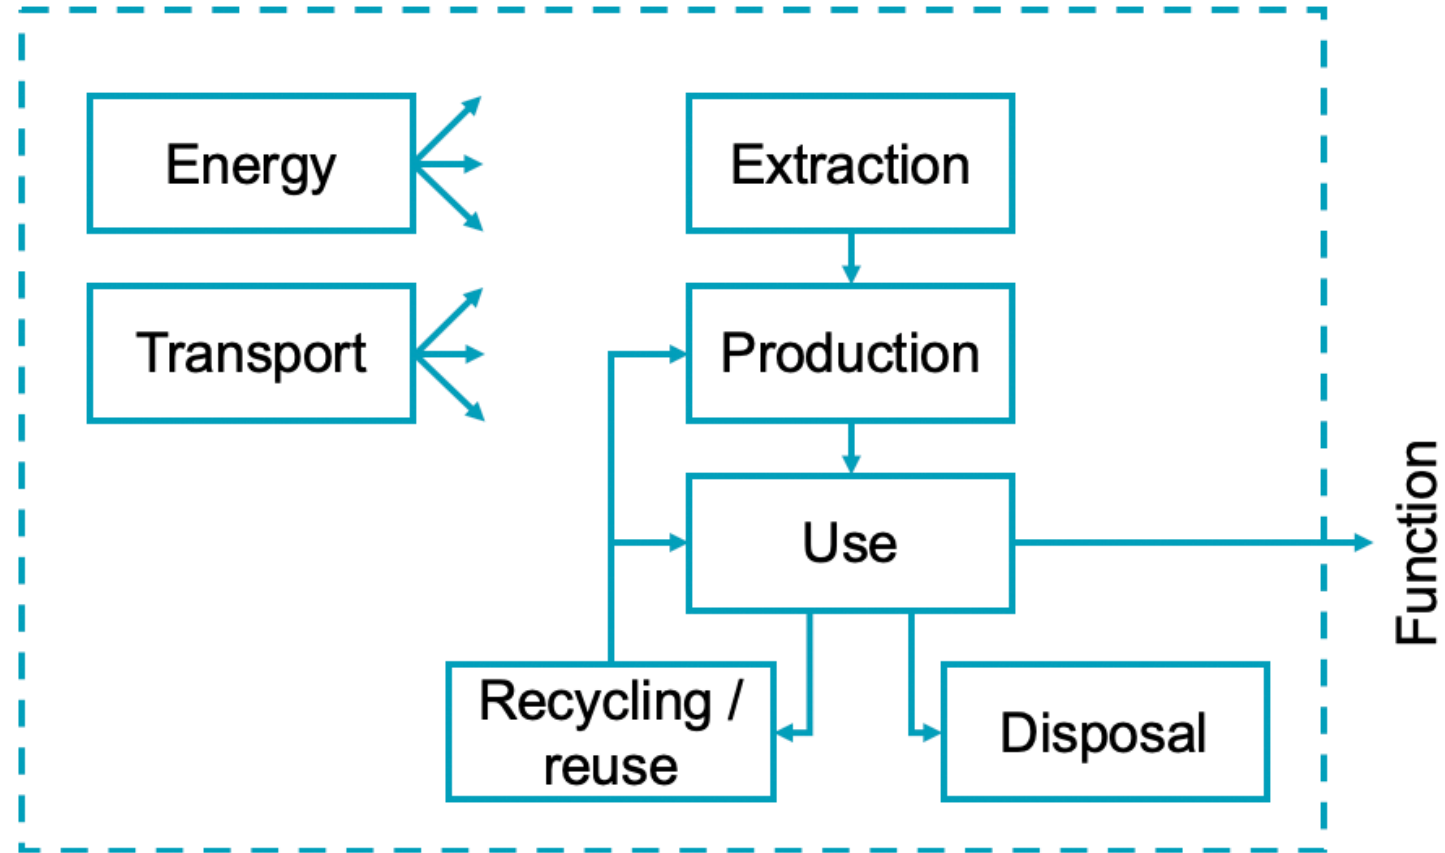 Energy
Extraction
Transport
Production
Use
Function
Recycling /
reuse
Disposal